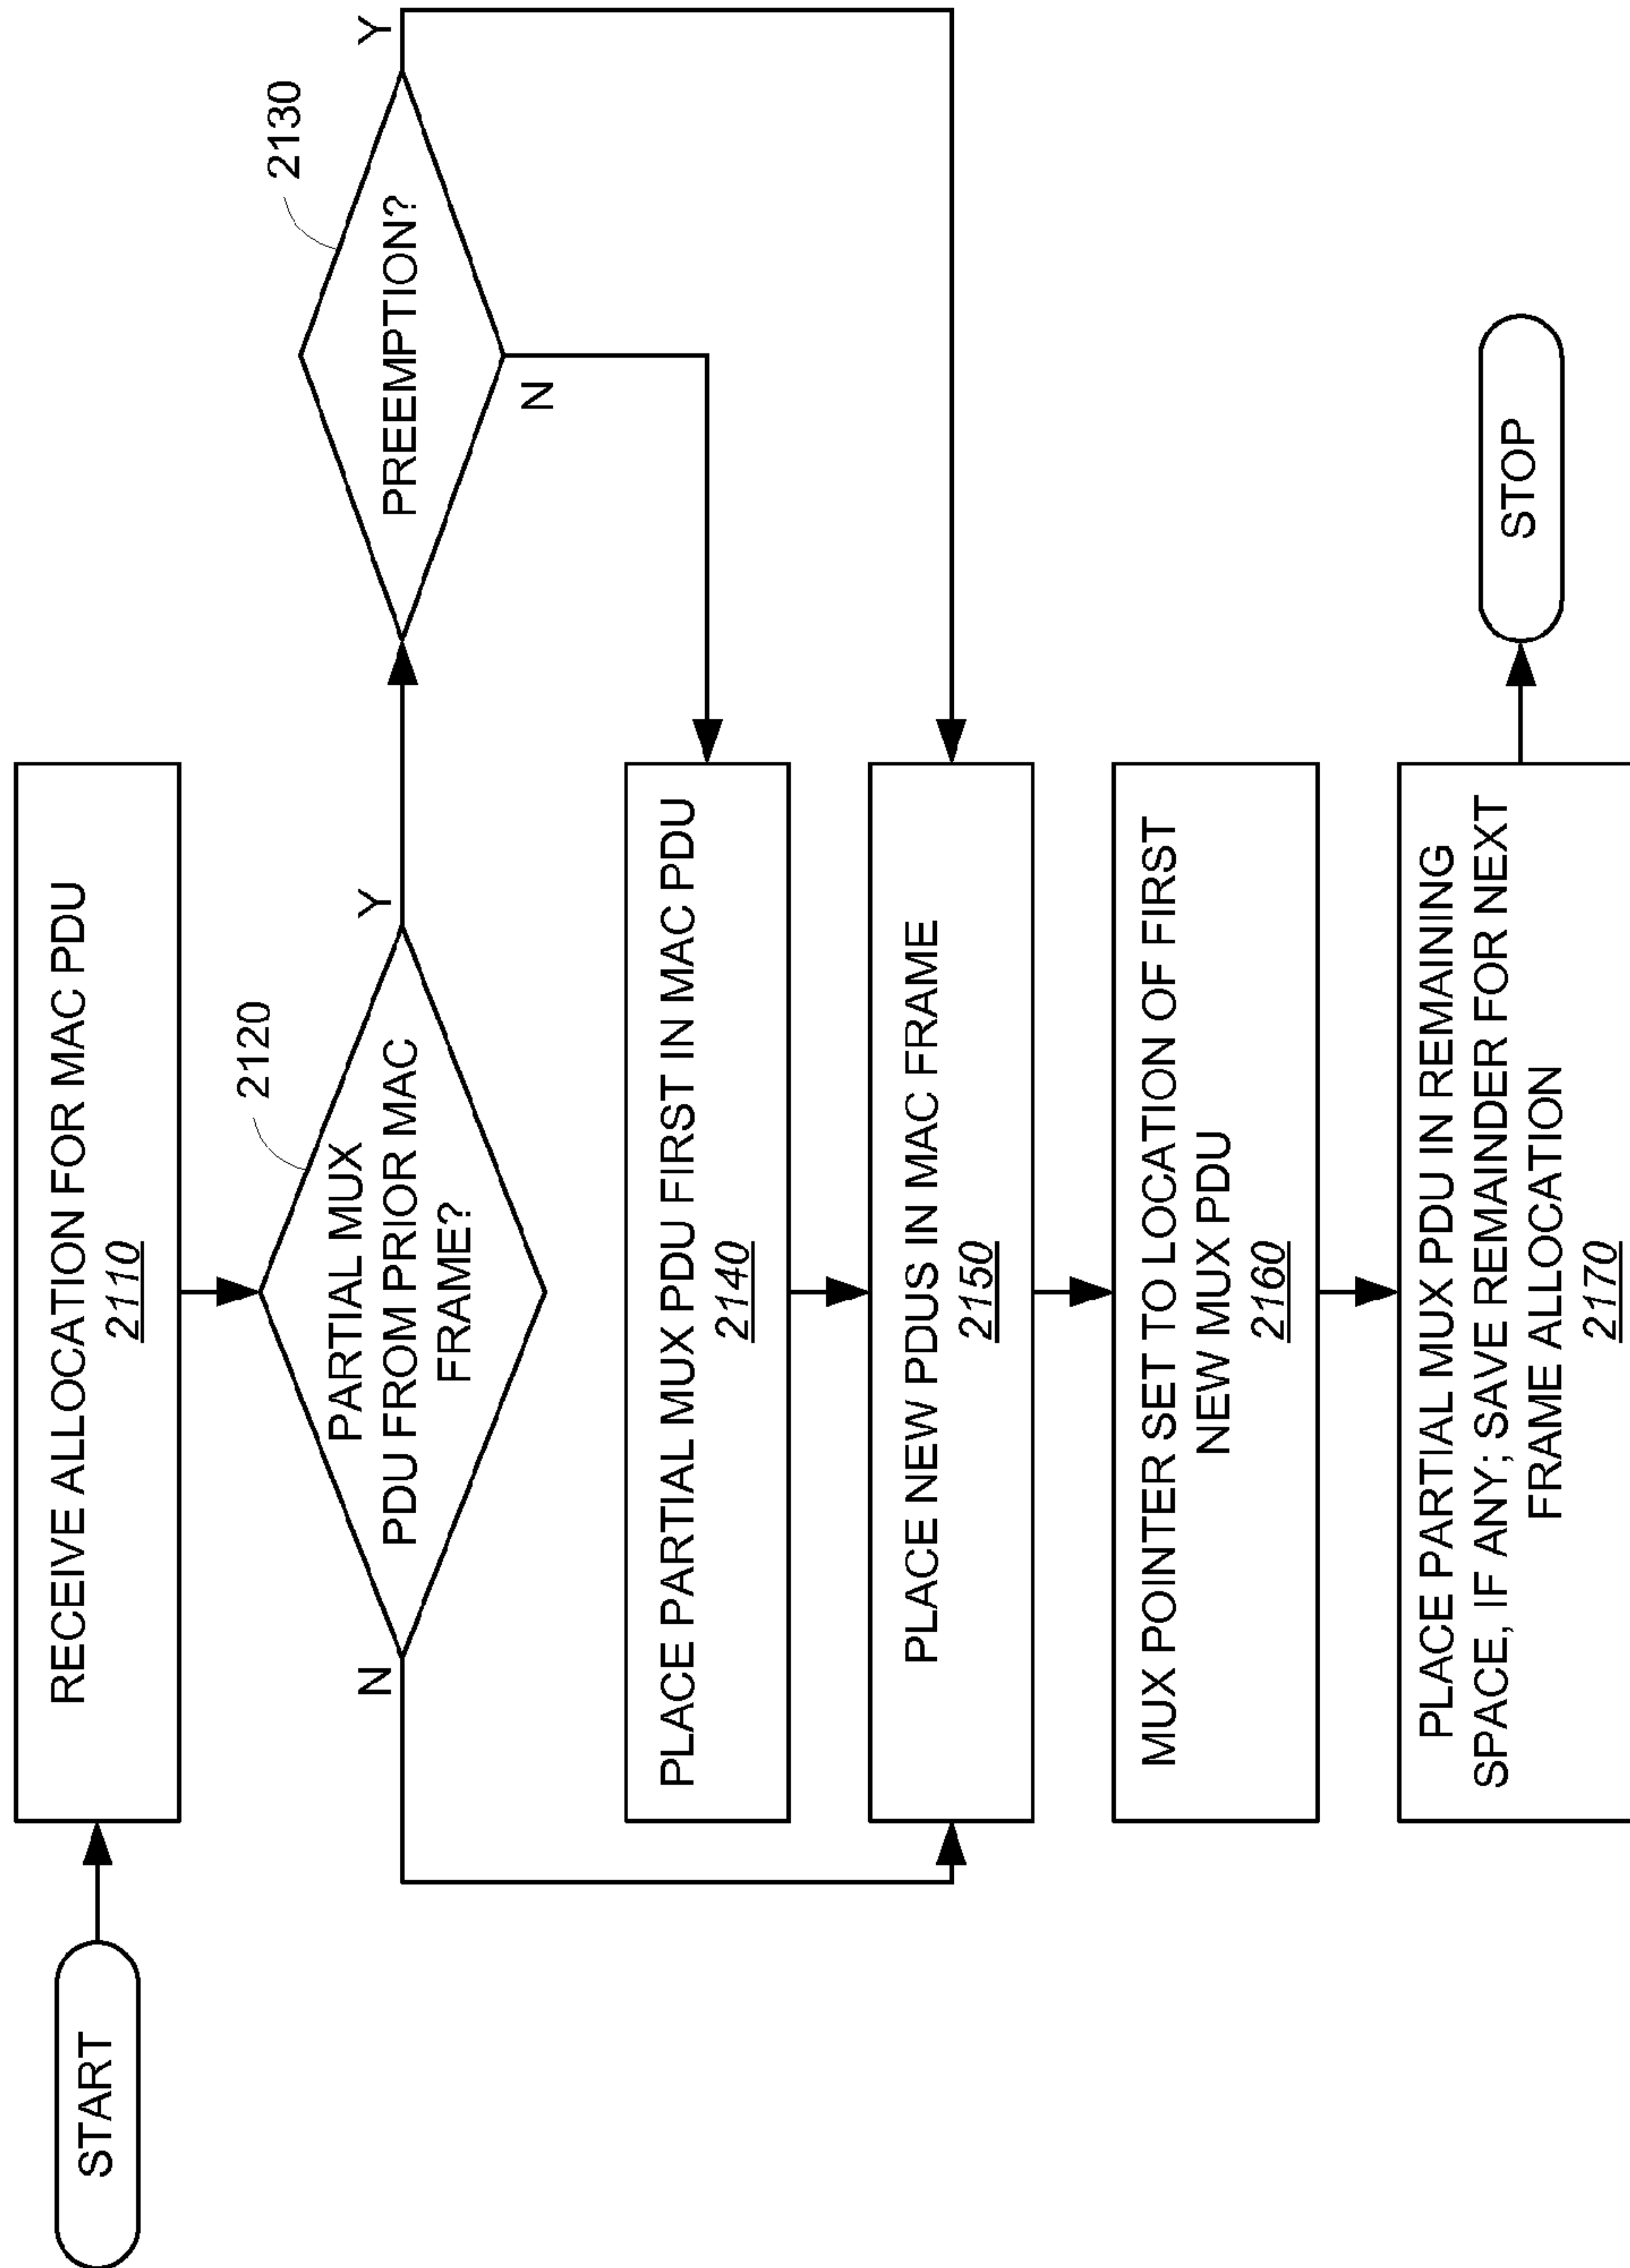 START
RECEIVE ALLOCATION FOR MAC PDU
2110
2120
PARTIAL MUX
PDU FROM PRIOR MAC
FRAME?
N
Y
2130
PREEMPTION?
Y
N
PLACE PARTIAL MUX PDU FIRST IN MAC PDU
2140
PLACE NEW PDUS IN MAC FRAME
2150
MUX POINTER SET TO LOCATION OF FIRST
NEW MUX PDU
2160
PLACE PARTIAL MUX PDU IN REMAINING
SPACE, IF ANY; SAVE REMAINDER FOR NEXT
FRAME ALLOCATION
2170
STOP